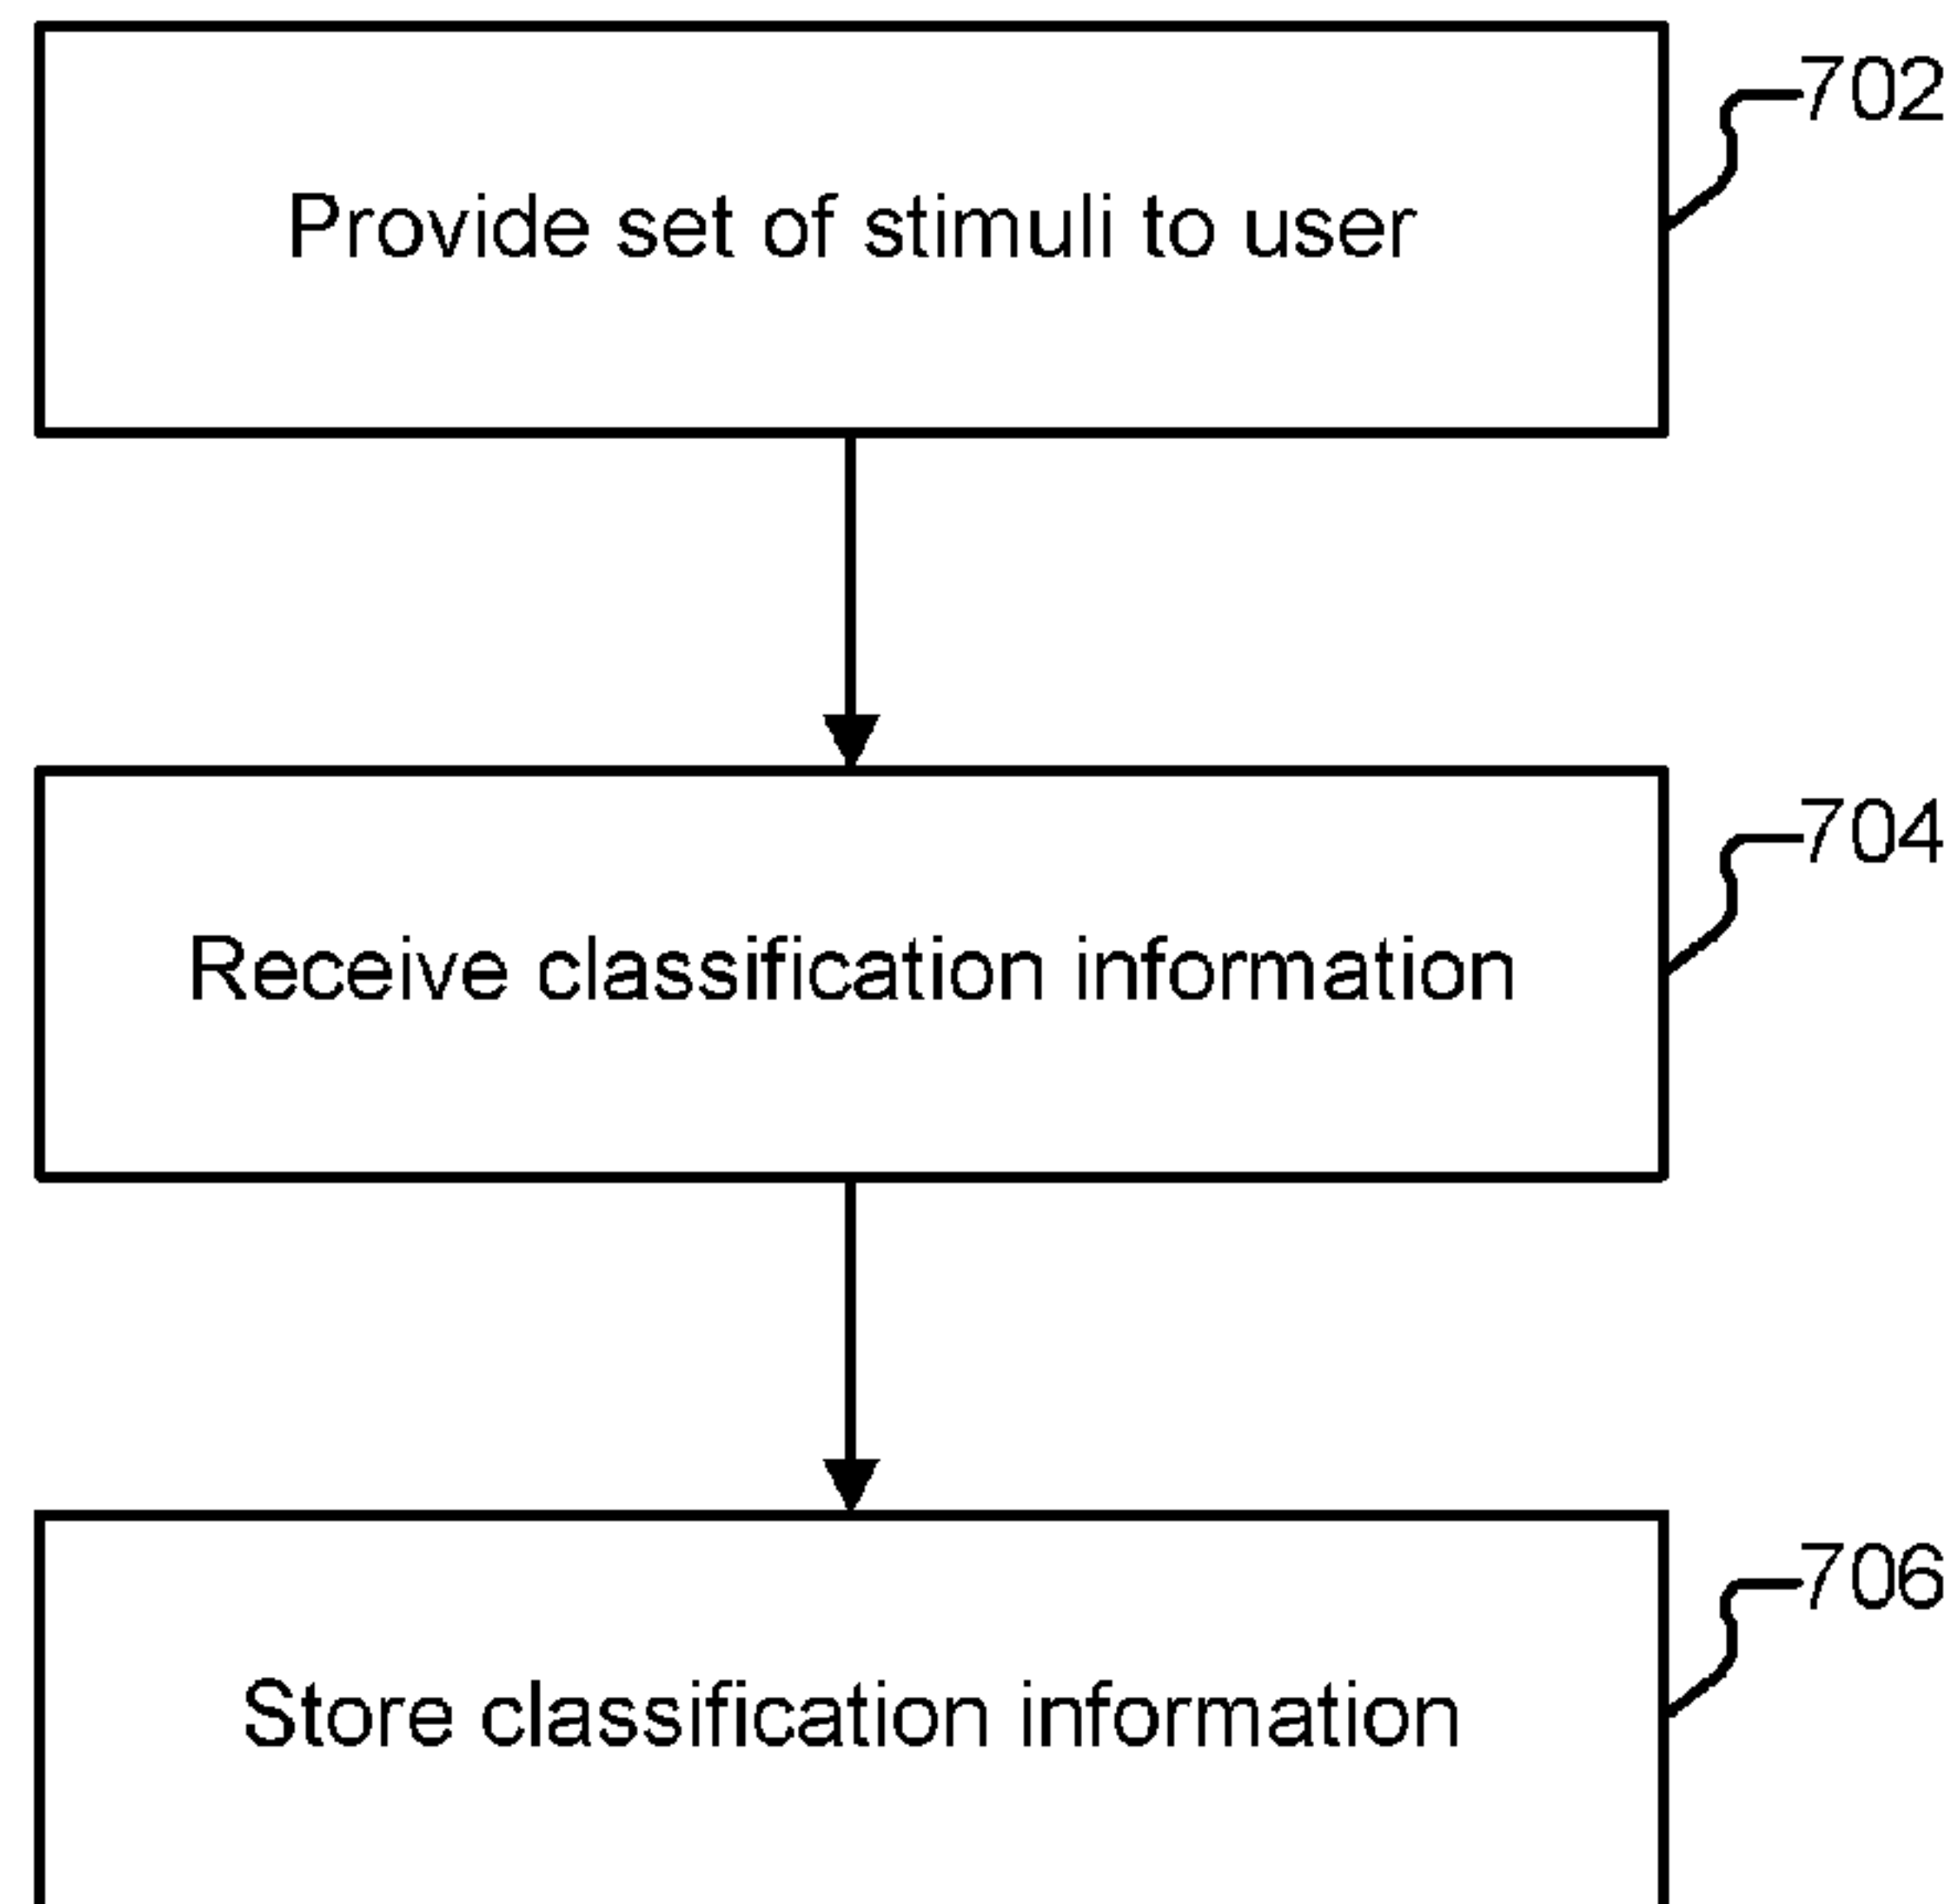 702
Provide set of stimuli to user
704
Receive classification information
706
Store classification information